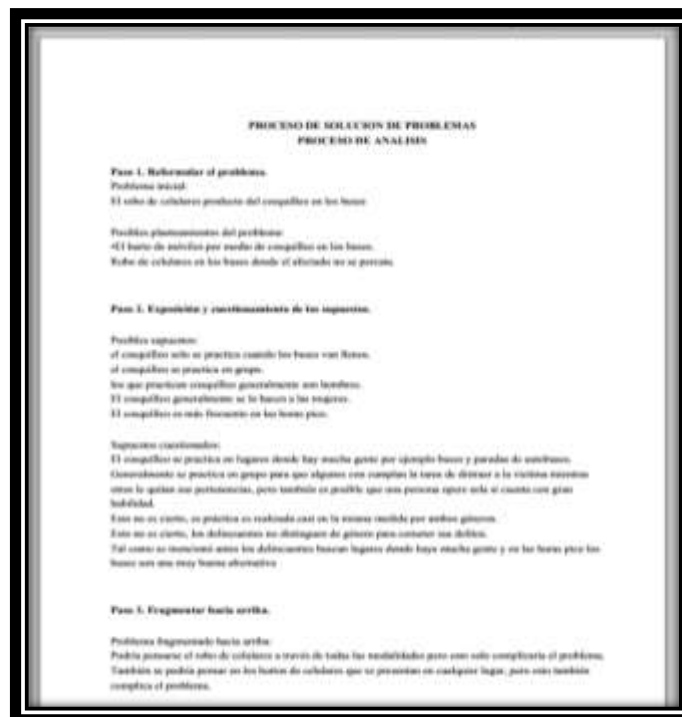 PROCESO DE SOLUCION DE PROBLEMAS
PROCESO DE ANALISIS
Paso 1. Reformular el problema.
Problema inicial:
El robo de celulares producto del cosquilleo en los buses
Posibles planteamientos del problema:
•El hurto de móviles por medio de cosquilleo en los buses.
Robo de celulares en los buses donde el afectado no se percata.
Paso 2. Exposición y cuestionamiento de los supuestos.
Posibles supuestos:
el cosquilleo solo se practica cuando los buses van llenos.
el cosquilleo se practica en grupo.
los que practican cosquilleo generalmente son hombres.
El cosquilleo generalmente se lo hacen a las mujeres.
El cosquilleo es más frecuente en las horas pico.
Supuestos cuestionados:
El cosquilleo se practica en lugares donde hay mucha gente por ejemplo buses y paradas de autobuses.
Generalmente se practica en grupo para que algunos cumplan la tarea de distraer a la victima mientras
otros le quitan sus pertenencias, pero también es posible que una persona opere sola si cuenta con gran
habilidad.
Esto no es cierto, es práctica es realizada casi en la misma medida por ambos géneros.
Esto no es cierto, los delincuentes no distinguen de género para cometer sus delitos.
Tal como se mencionó antes los delincuentes buscan lugares donde haya mucha gente y en las horas pico los
buses son una muy buena alternativa
Paso 3. Fragmentar hacia arriba.
Problema fragmentado hacia arriba:
Podría pensarse el robo de celulares a través de todas las modalidades pero esto solo complicaría el problema.
También se podría pensar en los hurtos de celulares que se presentan en cualquier lugar, pero esto también
complica el problema.